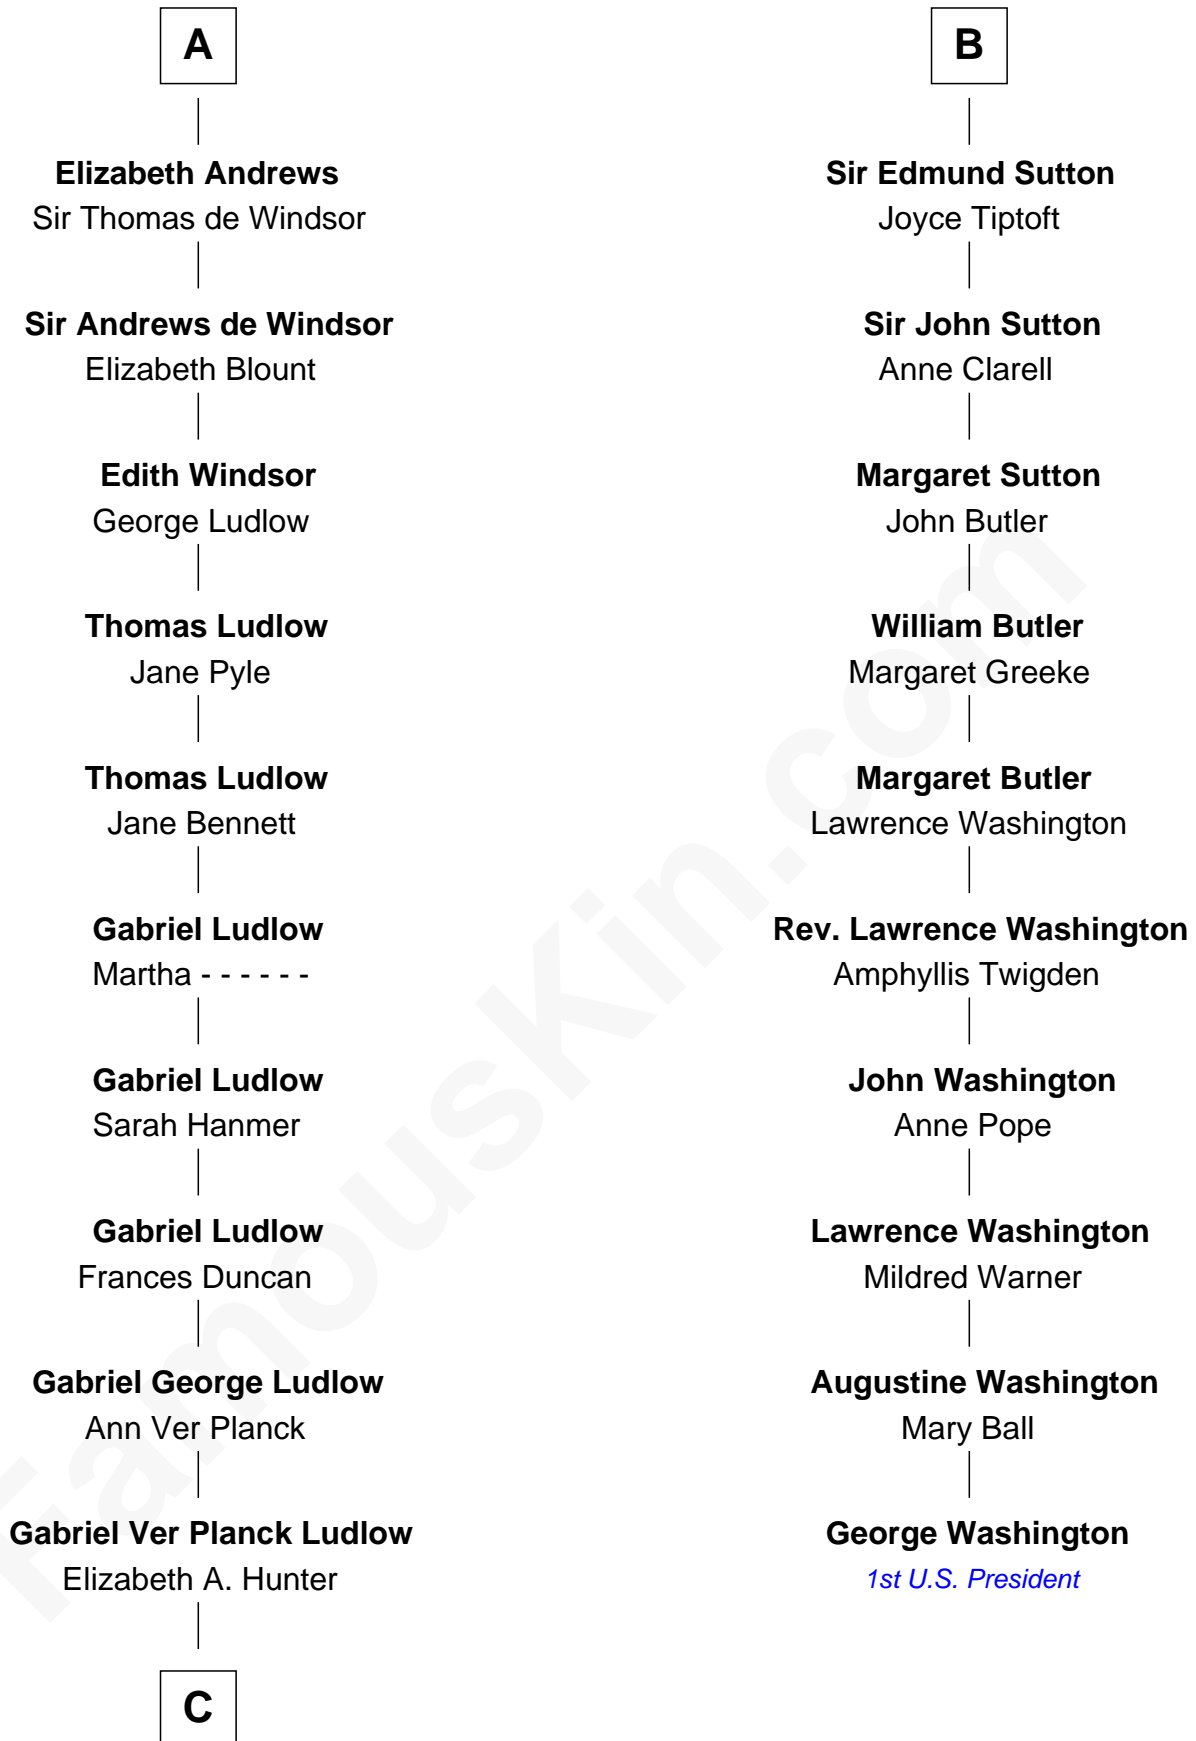 A
Elizabeth Andrews
Sir Thomas de Windsor
Sir Andrews de Windsor
Elizabeth Blount
Edith Windsor
George Ludlow
Thomas Ludlow
Jane Pyle
Thomas Ludlow
Jane Bennett
Gabriel Ludlow
Martha - - - - - -
Gabriel Ludlow
Sarah Hanmer
Gabriel Ludlow
Frances Duncan
Gabriel George Ludlow
Ann Ver Planck
Gabriel Ver Planck Ludlow
Elizabeth A. Hunter
C
B
Sir Edmund Sutton
Joyce Tiptoft
Sir John Sutton
Anne Clarell
Margaret Sutton
John Butler
William Butler
Margaret Greeke
Margaret Butler
Lawrence Washington
Rev. Lawrence Washington
Amphyllis Twigden
John Washington
Anne Pope
Lawrence Washington
Mildred Warner
Augustine Washington
Mary Ball
George Washington
1st U.S. President
FamousKin.com